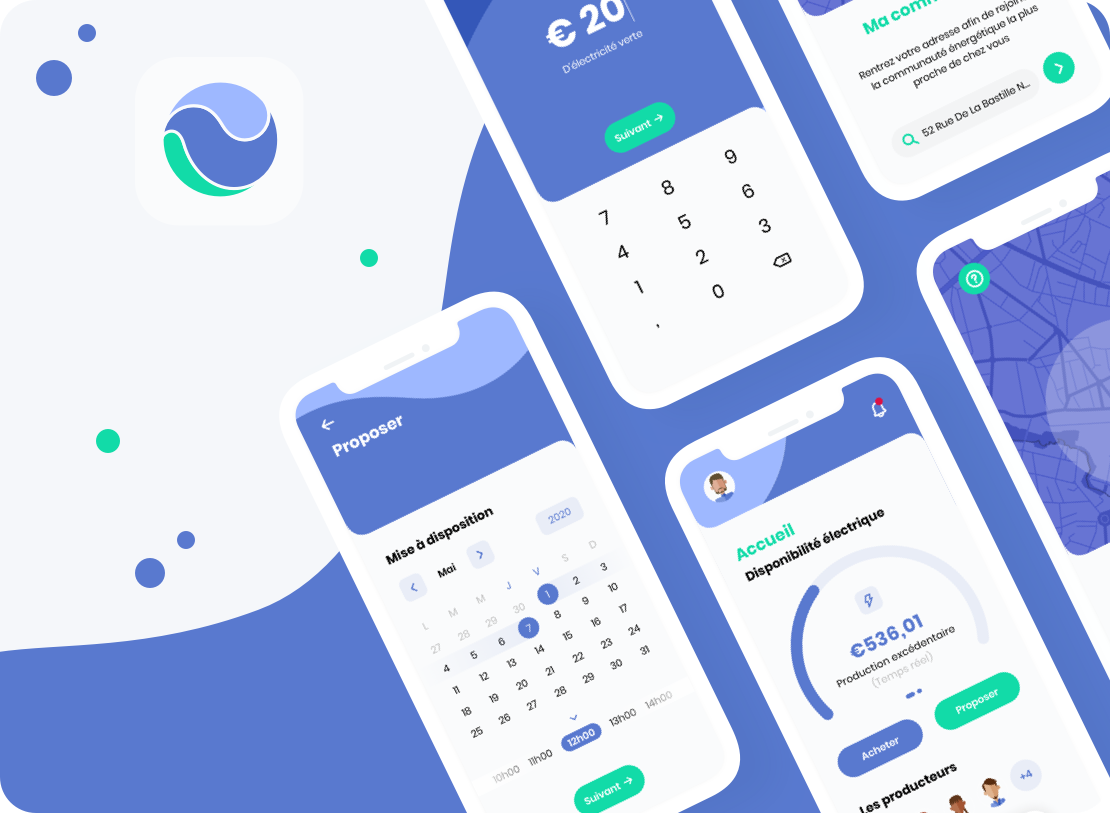 € 20
D'électricité verte
Suivant →
7 8 9
4 5 6
1 2 3
, 0
Ma
Rentrez votre adresse afin de rejoin
la communauté énergétique la plus
proche de chez vous
52 Rue De La Bastille N...
Proposer
Mise à disposition
2020
Mai
L M M J V S D
27 28 29 30 1 2 3
4 5 6 7 8 9 10
11 12 13 14 15 16 17
18 19 20 21 22 23 24
25 26 27 28 29 30 31
10h00 11h00 12h00 13h00 14h00
Suivant →
Accueil
Disponibilité électrique
€536,01
Production excédentaire
(Temps réel)
Acheter
Proposer
Les producteurs
+4
?